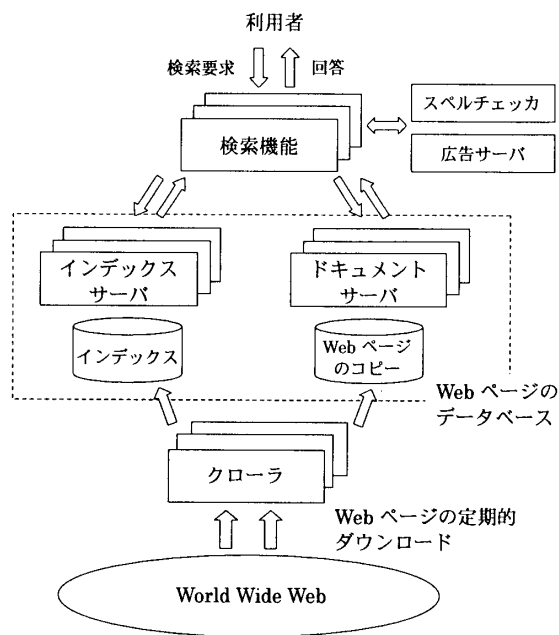 利用者
検索要求
回答
検索機能
スペルチェッカ
広告サーバ
インデックス
サーバ
ドキュメント
サーバ
インデックス
Web ページ
のコピー
Web ページの
データベース
クローラ
Web ページの定期的
ダウンロード
World Wide Web